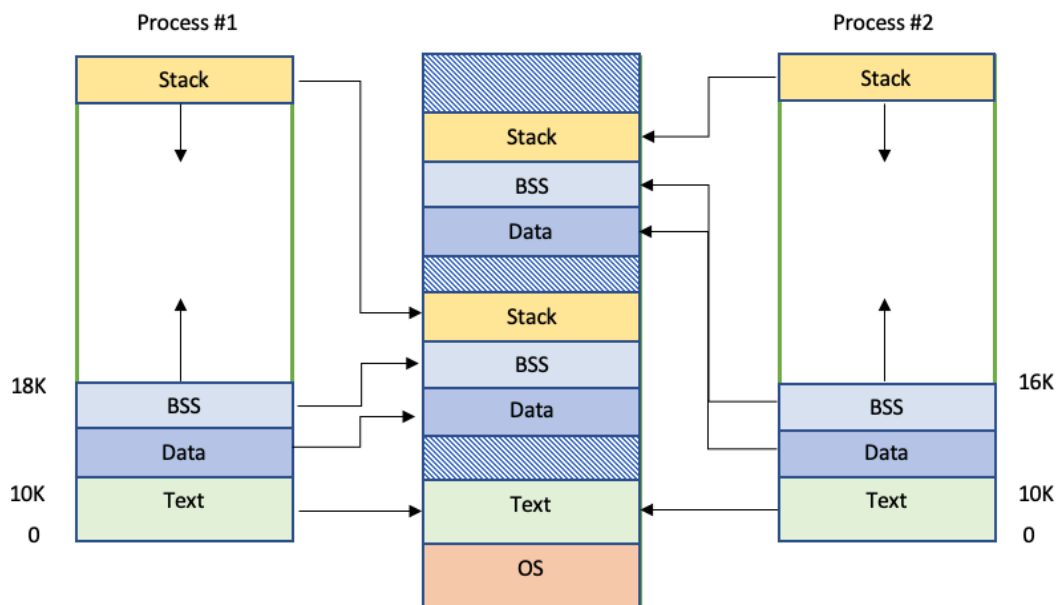 Process #1
Process #2
Stack
Stack
Stack
BSS
Data
Stack
18K
BSS
16K
BSS
Data
BSS
Data
Data
10K
Text
Text
Text
10K
0
0
OS